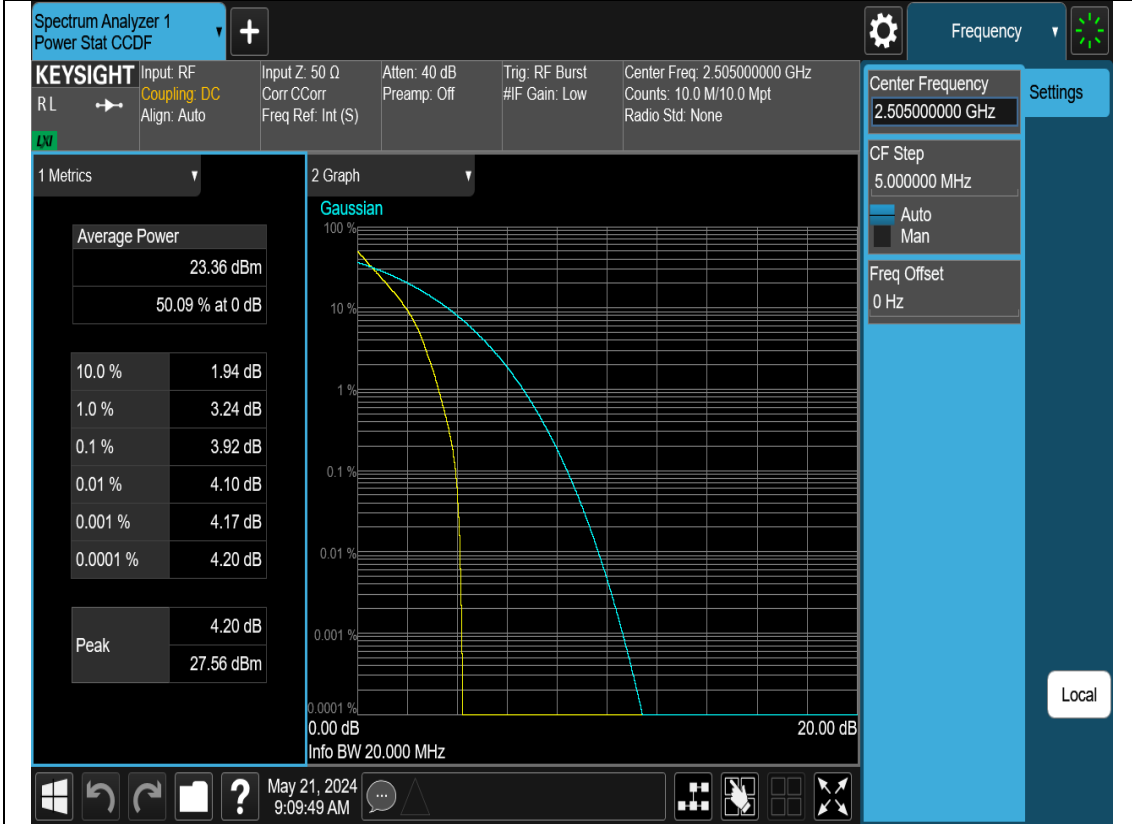 Spectrum Analyzer 1
Power Stat CCDF
Frequency
KEYSIGHT
RL
LXI
Input: RF
Coupling: DC
Align: Auto
Input Z: 50 Ω
Corr CCorr
Freq Ref: Int (S)
Atten: 40 dB
Preamp: Off
Trig: RF Burst
#IF Gain: Low
Center Freq: 2.505000000 GHz
Counts: 10.0 M/10.0 Mpt
Radio Std: None
Center Frequency
2.505000000 GHz
Settings
CF Step
5.000000 MHz
Auto
Man
Freq Offset
0 Hz
Local
1 Metrics
Average Power
23.36 dBm
50.09 % at 0 dB
10.0 % 1.94 dB
1.0 % 3.24 dB
0.1 % 3.92 dB
0.01 % 4.10 dB
0.001 % 4.17 dB
0.0001 % 4.20 dB
Peak
4.20 dB
27.56 dBm
2 Graph
Gaussian
100 %
10 %
1 %
0.1 %
0.01 %
0.001 %
0.0001 %
0.00 dB 20.00 dB
Info BW 20.000 MHz
?
May 21, 2024
9:09:49 AM